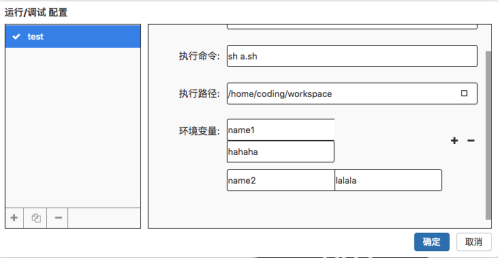 运行/调试 配置
test
执行命令: sh a.sh
执行路径: /home/coding/workspace
环境变量: name1
hahaha
name2 lalala
确定 取消